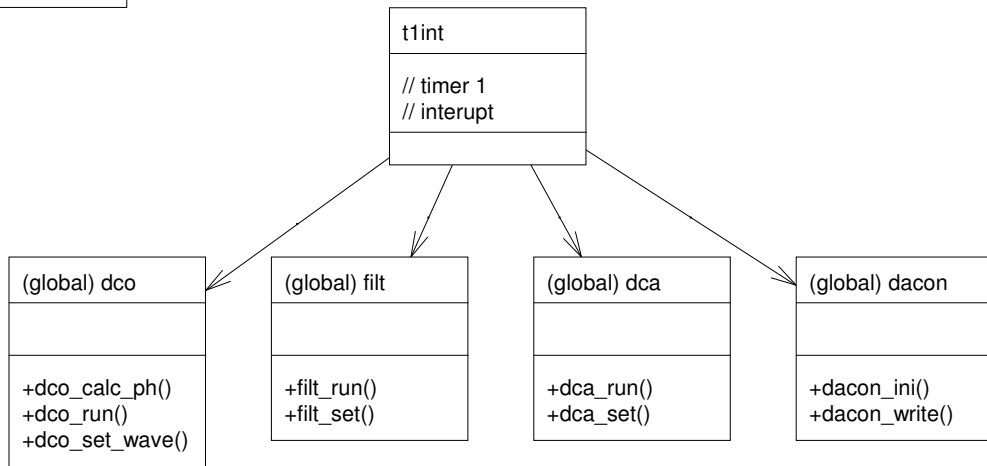 t1int
// timer 1
// interupt
(global) dco
+dco_calc_ph()
+dco_run()
+dco_set_wave()
(global) filt
+filt_run()
+filt_set()
(global) dca
+dca_run()
+dca_set()
(global) dacon
+dacon_ini()
+dacon_write()